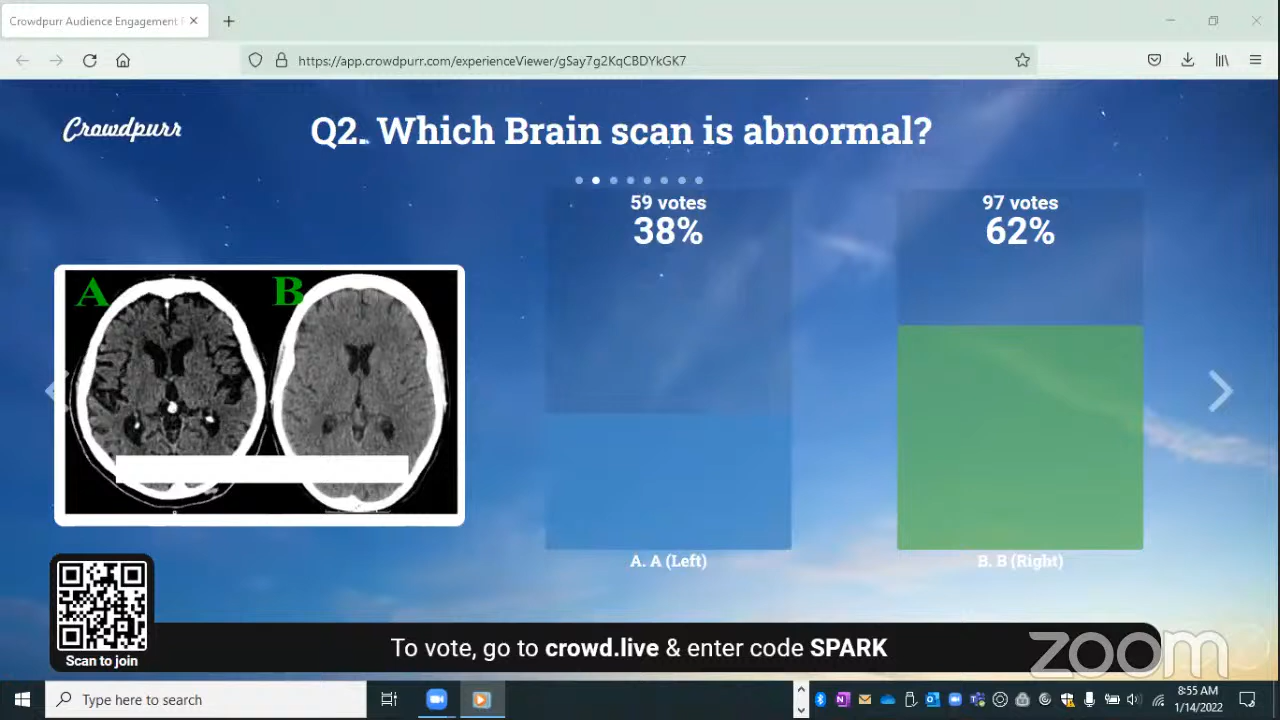 Crowdpurr Audience Engagement
https://app.crowdpurr.com/experienceViewer/gSay7g2KqCBDYkGK7
Crowdpurr
Q2. Which Brain scan is abnormal?
59 votes
38%
97 votes
62%
A
B
A. A (Left)
B. B (Right)
Scan to join
To vote, go to crowd.live & enter code SPARK
zoom
Type here to search
8:55 AM
1/14/2022